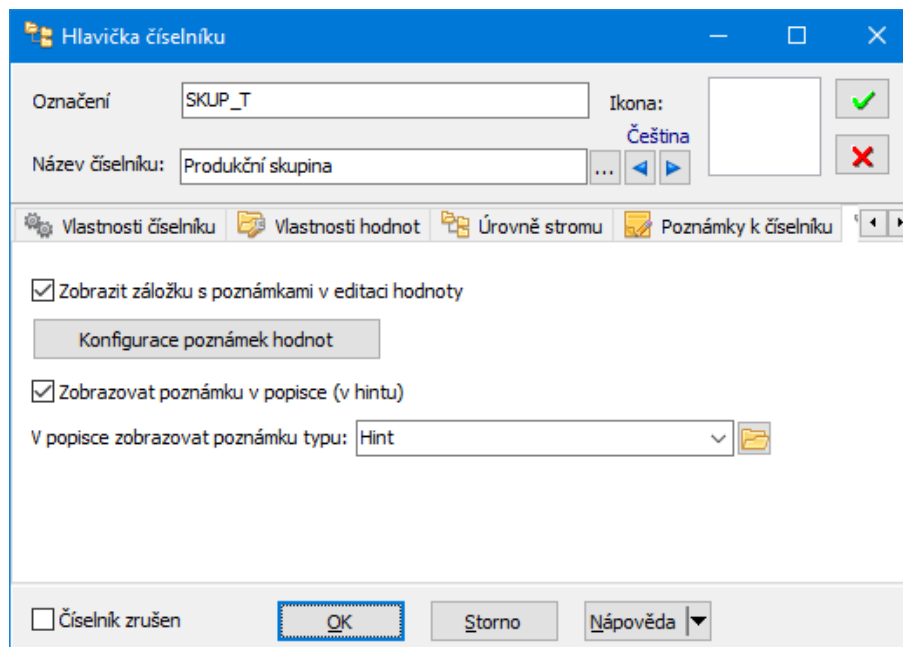 Hlavička číselníku
Označení
SKUP_T
Ikona:
Čeština
Název číselníku:
Produkční skupina
...
Vlastnosti číselníku
Vlastnosti hodnot
Úrovně stromu
Poznámky k číselníku
Zobrazit záložku s poznámkami v editaci hodnoty
Konfigurace poznámek hodnot
Zobrazovat poznámku v popisce (v hintu)
V popisce zobrazovat poznámku typu:
Hint
Číselník zrušen
OK
Storno
Nápověda